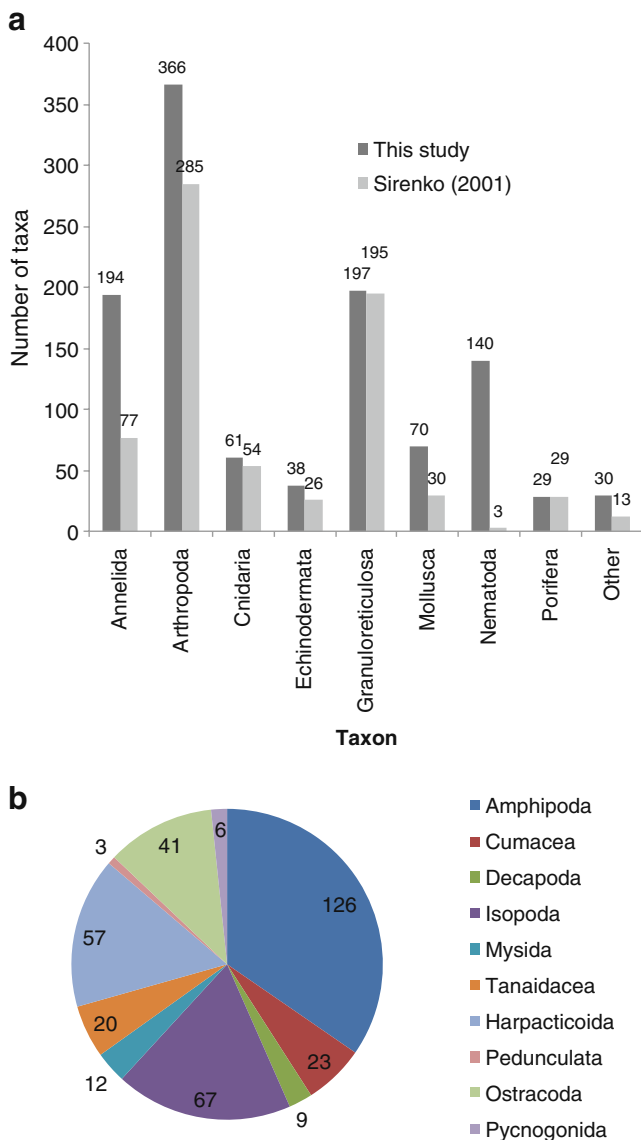 a
400
350
300
250
200
150
100
50
0
Number of taxa
This study
Sirenko (2001)
194
77
366
285
61
54
38
26
197
195
70
30
140
3
29
29
30
13
Annelida
Arthropoda
Cnidaria
Echinodermata
Granuloreticulosa
Mollusca
Nematoda
Porifera
Other
Taxon
b
126
23
9
67
12
20
57
3
41
6
Amphipoda
Cumacea
Decapoda
Isopoda
Mysida
Tanaidacea
Harpacticoida
Pedunculata
Ostracoda
Pycnogonida